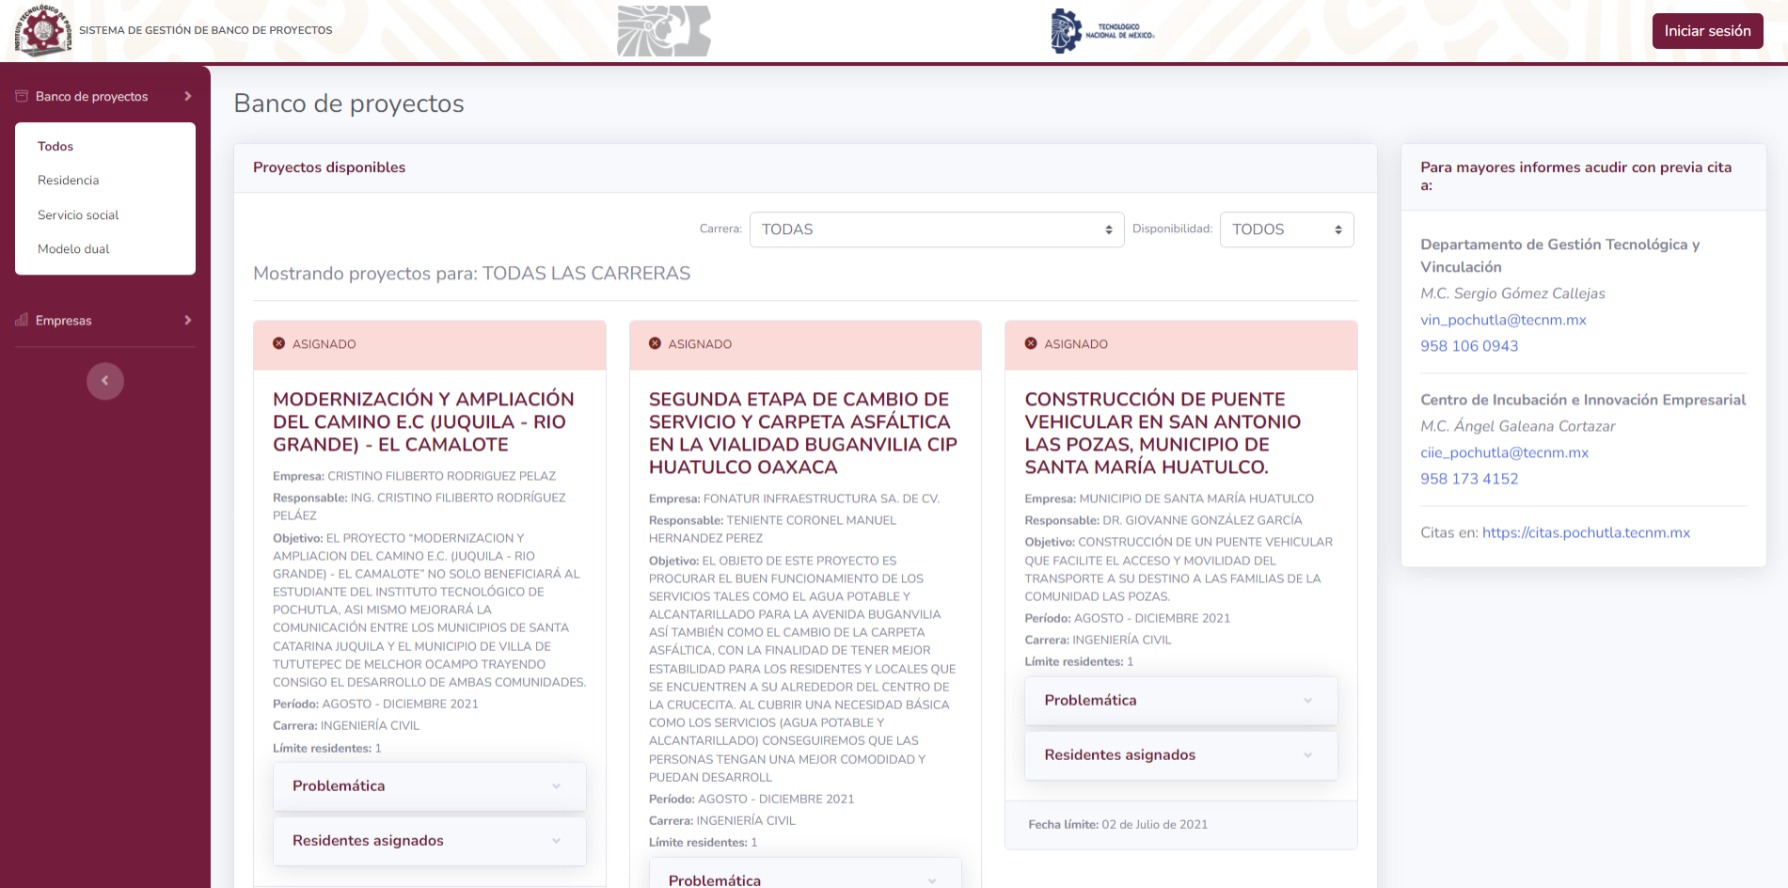 INSTITUTO TECNOLÓGICO DE POCHUTLA
SISTEMA DE GESTIÓN DE BANCO DE PROYECTOS
TECNOLÓGICO
NACIONAL DE MÉXICO
Iniciar sesión
Banco de proyectos
Todos
Residencia
Servicio social
Modelo dual
Empresas
Banco de proyectos
Proyectos disponibles
Carrera:
TODAS
Disponibilidad:
TODOS
Mostrando proyectos para: TODAS LAS CARRERAS
ASIGNADO
MODERNIZACIÓN Y AMPLIACIÓN
DEL CAMINO E.C (JUQUILA - RIO
GRANDE) - EL CAMALOTE
Empresa: CRISTINO FILIBERTO RODRIGUEZ PELAZ
Responsable: ING. CRISTINO FILIBERTO RODRÍGUEZ
PELÁEZ
Objetivo: EL PROYECTO “MODERNIZACION Y
AMPLIACION DEL CAMINO E.C. (JUQUILA - RIO
GRANDE) - EL CAMALOTE” NO SOLO BENEFICIARÁ AL
ESTUDIANTE DEL INSTITUTO TECNOLÓGICO DE
POCHUTLA, ASI MISMO MEJORARÁ LA
COMUNICACIÓN ENTRE LOS MUNICIPIOS DE SANTA
CATARINA JUQUILA Y EL MUNICIPIO DE VILLA DE
TUTUTEPEC DE MELCHOR OCAMPO TRAYENDO
CONSIGO EL DESARROLLO DE AMBAS COMUNIDADES.
Período: AGOSTO - DICIEMBRE 2021
Carrera: INGENIERÍA CIVIL
Límite residentes: 1
Problemática
Residentes asignados
ASIGNADO
SEGUNDA ETAPA DE CAMBIO DE
SERVICIO Y CARPETA ASFÁLTICA
EN LA VIALIDAD BUGANVILIA CIP
HUATULCO OAXACA
Empresa: FONATUR INFRAESTRUCTURA SA. DE CV.
Responsable: TENIENTE CORONEL MANUEL
HERNANDEZ PEREZ
Objetivo: EL OBJETO DE ESTE PROYECTO ES
PROCURAR EL BUEN FUNCIONAMIENTO DE LOS
SERVICIOS TALES COMO EL AGUA POTABLE Y
ALCANTARILLADO PARA LA AVENIDA BUGANVILIA
ASÍ TAMBIÉN COMO EL CAMBIO DE LA CARPETA
ASFÁLTICA, CON LA FINALIDAD DE TENER MEJOR
ESTABILIDAD PARA LOS RESIDENTES Y LOCALES QUE
SE ENCUENTREN A SU ALREDEDOR DEL CENTRO DE
LA CRUCECITA. AL CUBRIR UNA NECESIDAD BÁSICA
COMO LOS SERVICIOS (AGUA POTABLE Y
ALCANTARILLADO) CONSEGUIREMOS QUE LAS
PERSONAS TENGAN UNA MEJOR COMODIDAD Y
PUEDAN DESARROLL
Período: AGOSTO - DICIEMBRE 2021
Carrera: INGENIERÍA CIVIL
Límite residentes: 1
Problemática
ASIGNADO
CONSTRUCCIÓN DE PUENTE
VEHICULAR EN SAN ANTONIO
LAS POZAS, MUNICIPIO DE
SANTA MARÍA HUATULCO.
Empresa: MUNICIPIO DE SANTA MARÍA HUATULCO
Responsable: DR. GIOVANNE GONZÁLEZ GARCÍA
Objetivo: CONSTRUCCIÓN DE UN PUENTE VEHICULAR
QUE FACILITE EL ACCESO Y MOVILIDAD DEL
TRANSPORTE A SU DESTINO A LAS FAMILIAS DE LA
COMUNIDAD LAS POZAS.
Período: AGOSTO - DICIEMBRE 2021
Carrera: INGENIERÍA CIVIL
Límite residentes: 1
Problemática
Residentes asignados
Fecha límite: 02 de Julio de 2021
Para mayores informes acudir con previa cita
a:
Departamento de Gestión Tecnológica y
Vinculación
M.C. Sergio Gómez Callejas
vin_pochutla@tecnm.mx
958 106 0943
Centro de Incubación e Innovación Empresarial
M.C. Ángel Galeana Cortazar
ciie_pochutla@tecnm.mx
958 173 4152
Citas en: https://citas.pochutla.tecnm.mx